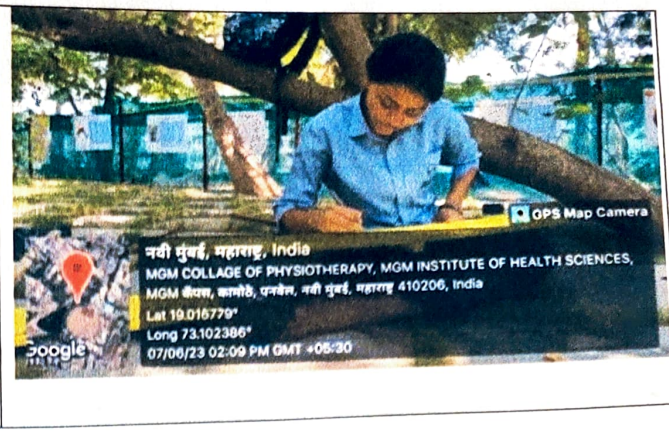 GPS Map Camera
नवी मुंबई, महाराष्ट्र, India
MGM COLLAGE OF PHYSIOTHERAPY, MGM INSTITUTE OF HEALTH SCIENCES,
MGM कॅंपस, कामोठे, पनवेल, नवी मुंबई, महाराष्ट्र 410206, India
Lat 19.016779°
Long 73.102386°
07/06/23 02:09 PM GMT +05:30
Google